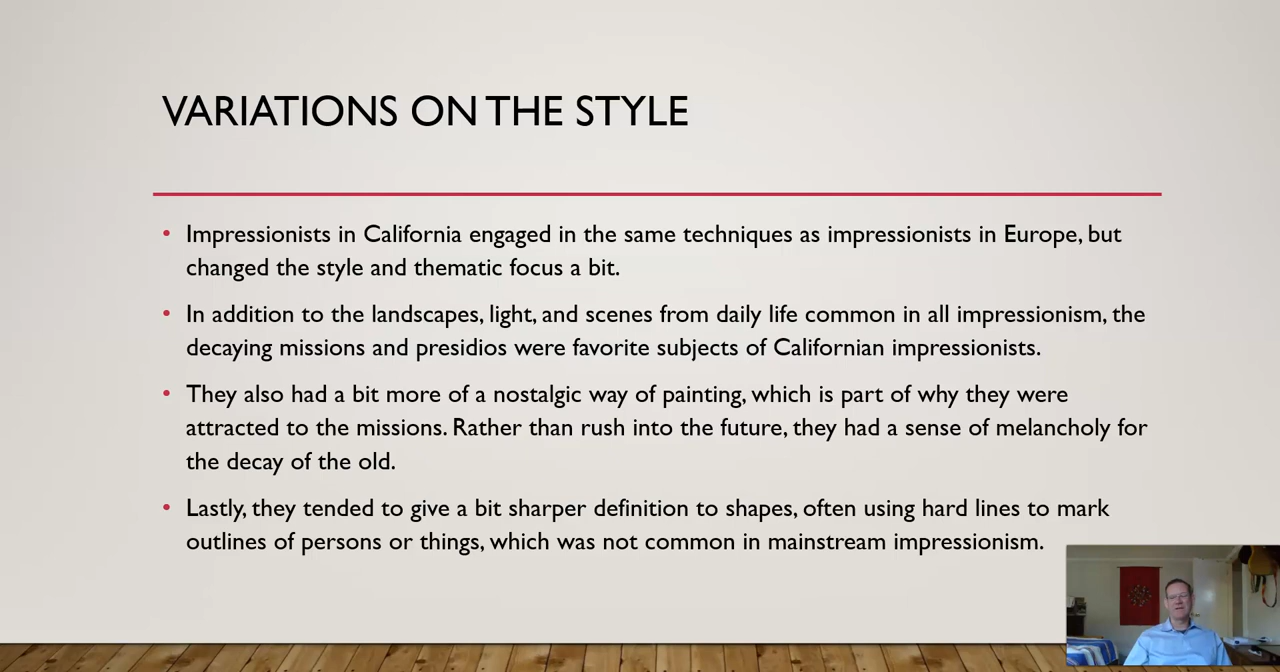 VARIATIONS ON THE STYLE
• Impressionists in California engaged in the same techniques as impressionists in Europe, but
changed the style and thematic focus a bit.
• In addition to the landscapes, light, and scenes from daily life common in all impressionism, the
decaying missions and presidios were favorite subjects of Californian impressionists.
• They also had a bit more of a nostalgic way of painting, which is part of why they were
attracted to the missions. Rather than rush into the future, they had a sense of melancholy for
the decay of the old.
• Lastly, they tended to give a bit sharper definition to shapes, often using hard lines to mark
outlines of persons or things, which was not common in mainstream impressionism.